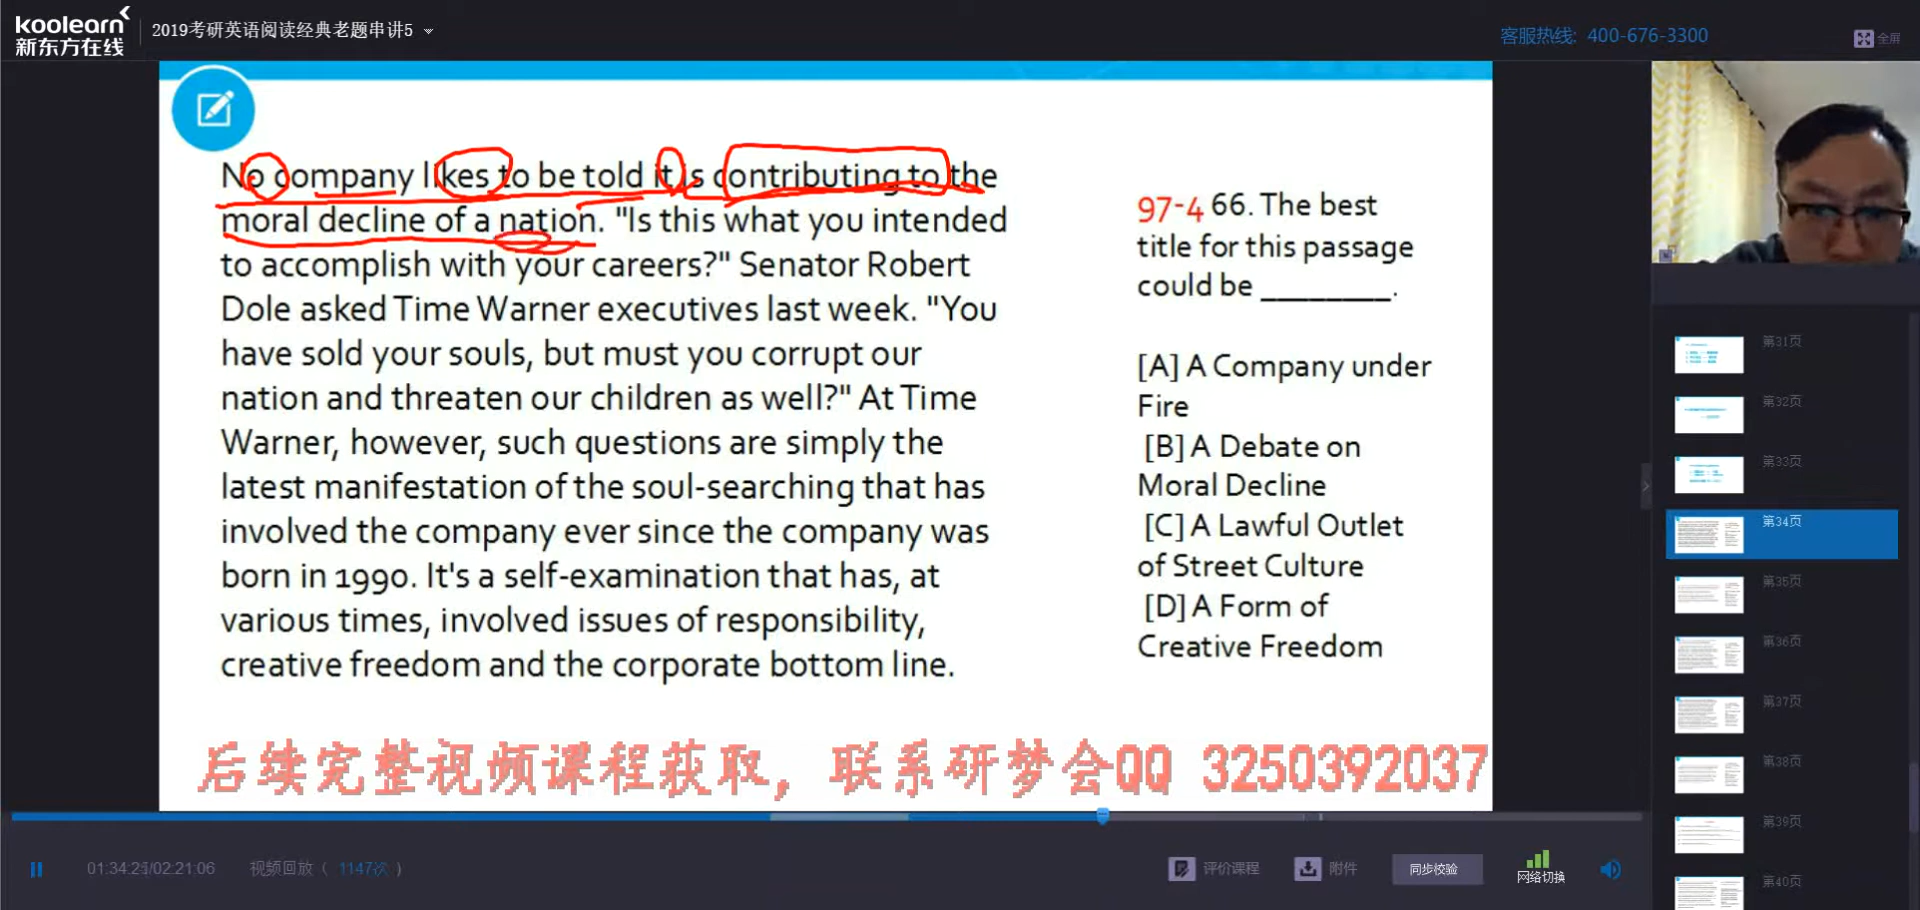 koolearn
新东方在线
2019考研英语阅读经典老题串讲5
客服热线: 400-676-3300
全屏
No company likes to be told it is contributing to the
moral decline of a nation. "Is this what you intended
to accomplish with your careers?" Senator Robert
Dole asked Time Warner executives last week. "You
have sold your souls, but must you corrupt our
nation and threaten our children as well?" At Time
Warner, however, such questions are simply the
latest manifestation of the soul-searching that has
involved the company ever since the company was
born in 1990. It's a self-examination that has, at
various times, involved issues of responsibility,
creative freedom and the corporate bottom line.
97-4 66. The best
title for this passage
could be ________.
[A] A Company under
Fire
[B] A Debate on
Moral Decline
[C] A Lawful Outlet
of Street Culture
[D] A Form of
Creative Freedom
后续完整视频课程获取，联系研梦会QQ 3250392037
第31页
第32页
第33页
第34页
第35页
第36页
第37页
第38页
第39页
第40页
01:34:25/02:21:06
视频回放（ 1147次 ）
评价课程
附件
同步校验
网络切换